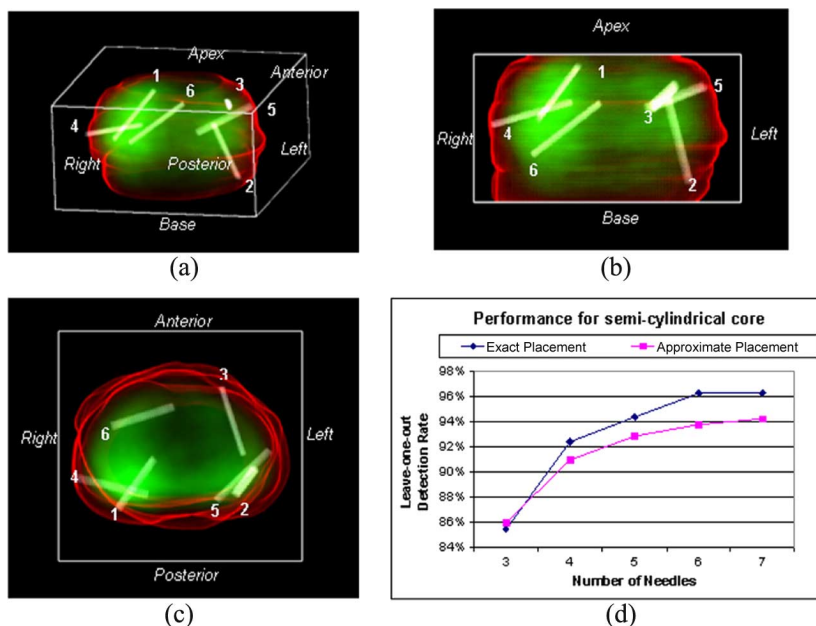 Apex
Anterior
1
3
6
5
4
Right
Posterior
Left
2
Base
(a)
Apex
1
5
3
4
Right
Left
6
2
Base
(b)
Anterior
3
Right
Left
6
4
1
5
2
Posterior
(c)
Performance for semi-cylindrical core
Exact Placement
Approximate Placement
98%
96%
94%
92%
90%
88%
86%
84%
Leave-one-out
Detection Rate
3 4 5 6 7
Number of Needles
(d)